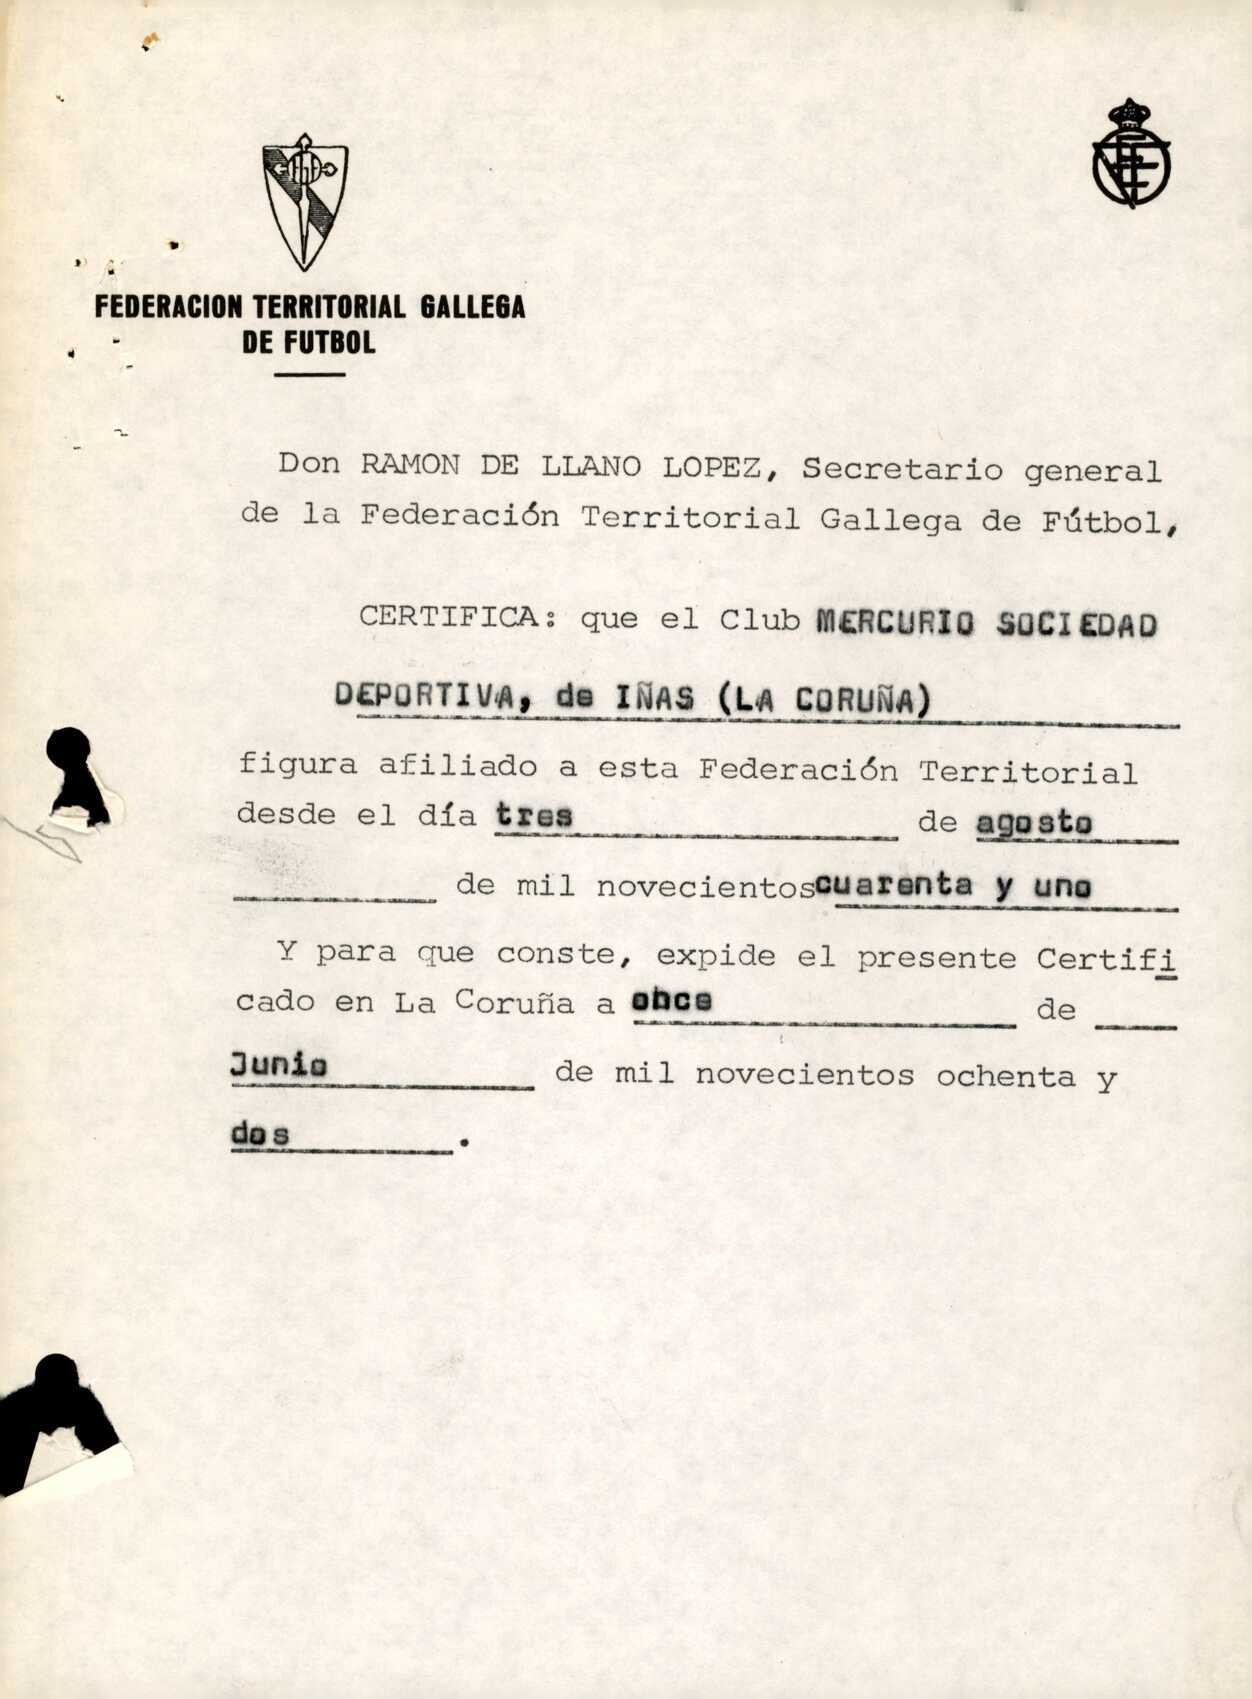 FEDERACION TERRITORIAL GALLEGA
DE FUTBOL
Don RAMON DE LLANO LOPEZ, Secretario general
de la Federación Territorial Gallega de Fútbol,
CERTIFICA: que el Club MERCURIO SOCIEDAD
DEPORTIVA, de IÑAS (LA CORUÑA)
figura afiliado a esta Federación Territorial
desde el día tres de agosto
de mil novecientos cuarenta y uno
Y para que conste, expide el presente Certifi
cado en La Coruña a once de
Junio de mil novecientos ochenta y
dos .